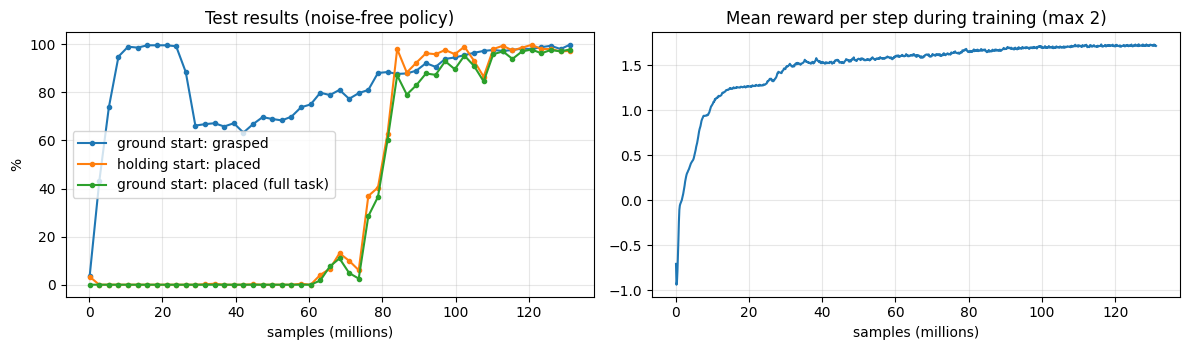 Test results (noise-free policy)
100
80
60
40
20
0
%
ground start: grasped
holding start: placed
ground start: placed (full task)
0 20 40 60 80 100 120
samples (millions)
Mean reward per step during training (max 2)
1.5
1.0
0.5
0.0
−0.5
−1.0
0 20 40 60 80 100 120
samples (millions)